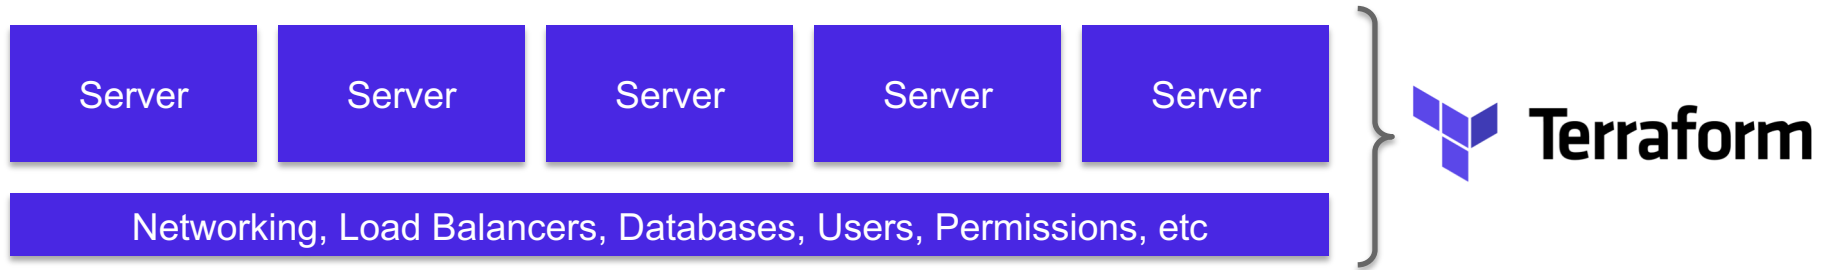 Server
Server
Server
Server
Server
Terraform
Networking, Load Balancers, Databases, Users, Permissions, etc